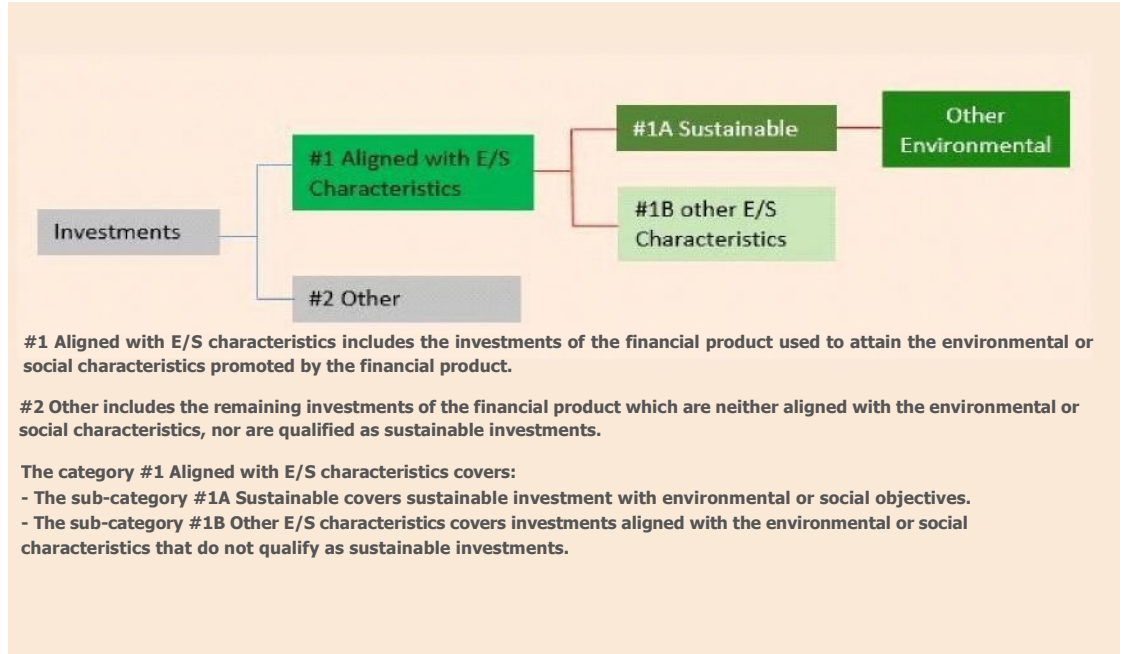 Other
Environmental
#1A Sustainable
#1 Aligned with E/S
Characteristics
#1B other E/S
Characteristics
Investments
#2 Other
#1 Aligned with E/S characteristics includes the investments of the financial product used to attain the environmental or
social characteristics promoted by the financial product.
#2 Other includes the remaining investments of the financial product which are neither aligned with the environmental or
social characteristics, nor are qualified as sustainable investments.
The category #1 Aligned with E/S characteristics covers:
- The sub-category #1A Sustainable covers sustainable investment with environmental or social objectives.
- The sub-category #1B Other E/S characteristics covers investments aligned with the environmental or social
characteristics that do not qualify as sustainable investments.